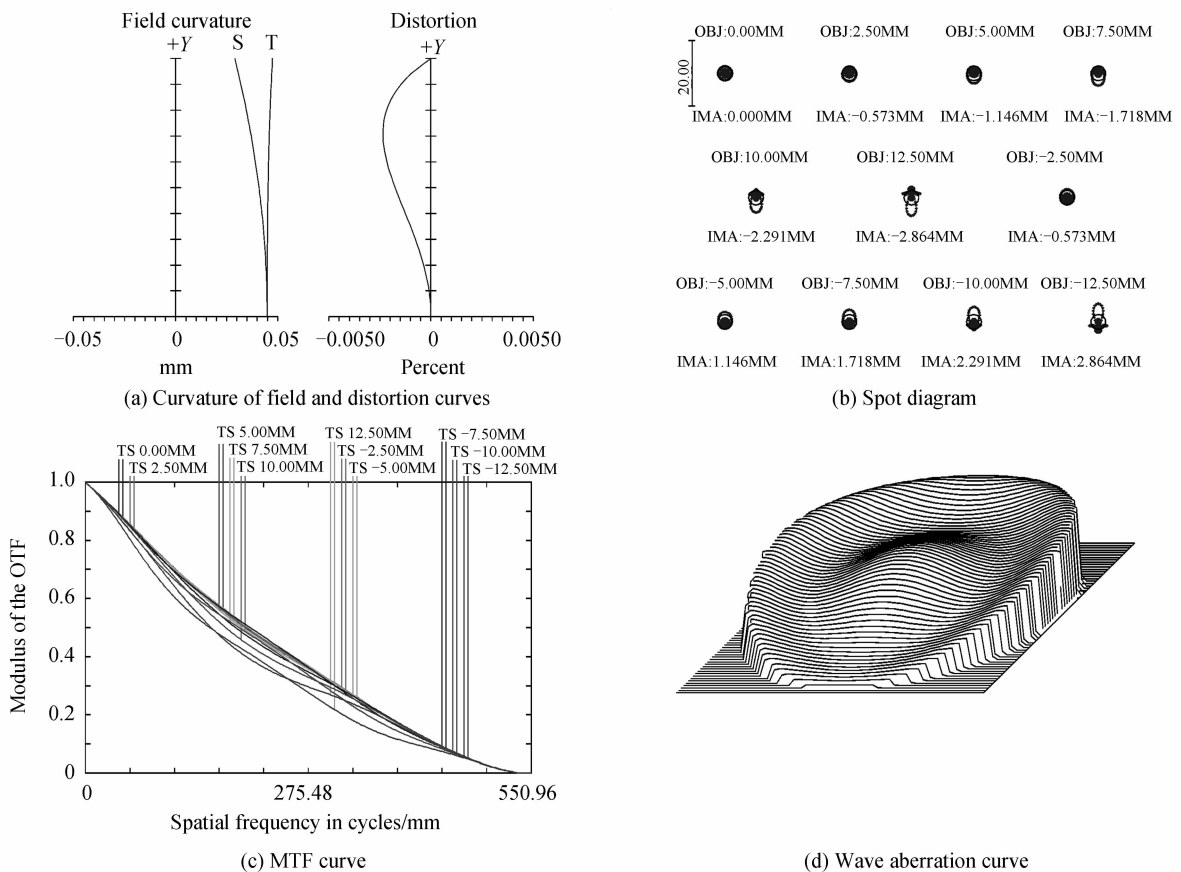 Field curvature
+Y S T
−0.05 0 0.05
mm
Distortion
+Y
−0.0050 0 0.0050
Percent
(a) Curvature of field and distortion curves
20.00
OBJ:0.00MM OBJ:2.50MM OBJ:5.00MM OBJ:7.50MM
IMA:0.000MM IMA:−0.573MM IMA:−1.146MM IMA:−1.718MM
OBJ:10.00MM OBJ:12.50MM OBJ:−2.50MM
IMA:−2.291MM IMA:−2.864MM IMA:−0.573MM
OBJ:−5.00MM OBJ:−7.50MM OBJ:−10.00MM OBJ:−12.50MM
IMA:1.146MM IMA:1.718MM IMA:2.291MM IMA:2.864MM
(b) Spot diagram
TS 5.00MM TS 12.50MM TS −7.50MM
TS 0.00MM TS 7.50MM TS −2.50MM TS −10.00MM
TS 2.50MM TS 10.00MM TS −5.00MM TS −12.50MM
Modulus of the OTF
1.0
0.8
0.6
0.4
0.2
0
0 275.48 550.96
Spatial frequency in cycles/mm
(c) MTF curve
(d) Wave aberration curve